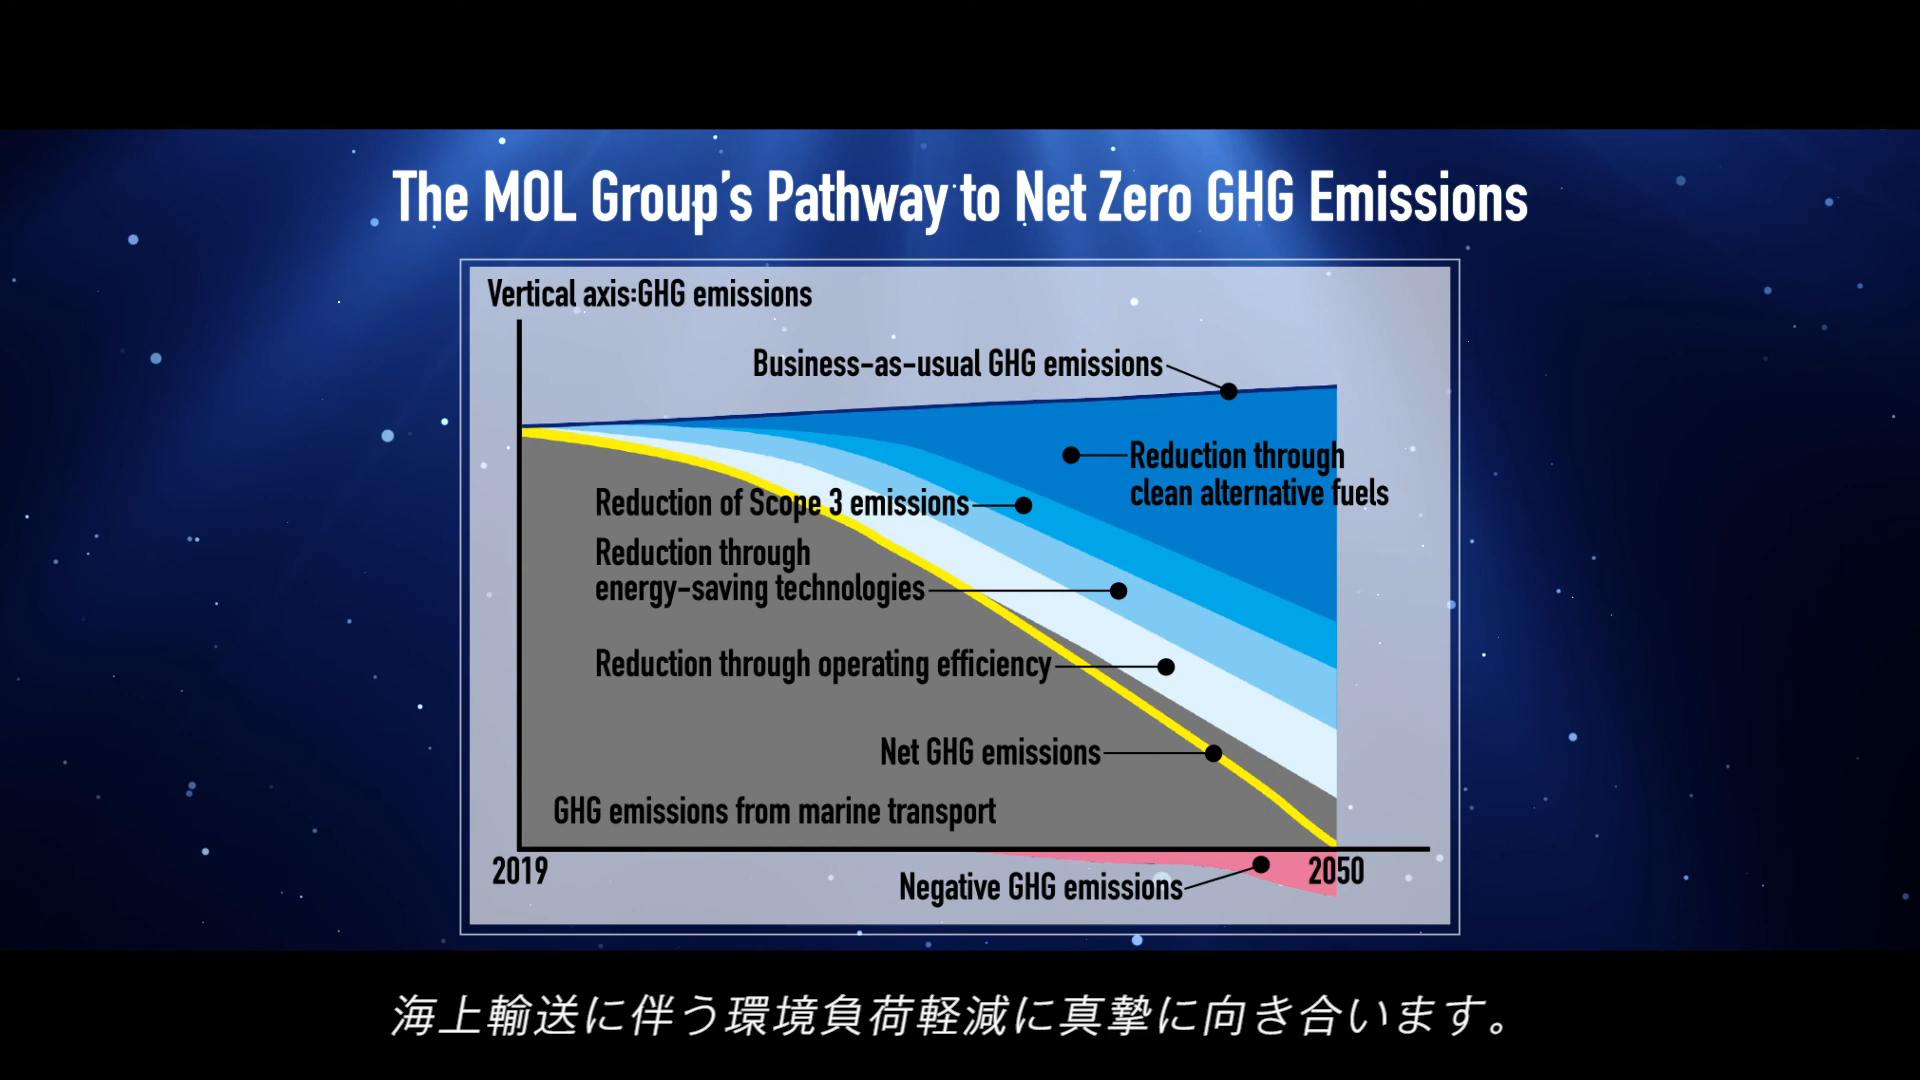 The MOL Group's Pathway to Net Zero GHG Emissions
Vertical axis:GHG emissions
Business-as-usual GHG emissions
Reduction through
clean alternative fuels
Reduction of Scope 3 emissions
Reduction through
energy-saving technologies
Reduction through operating efficiency
Net GHG emissions
GHG emissions from marine transport
2019
2050
Negative GHG emissions
海上輸送に伴う環境負荷軽減に真摯に向き合います。